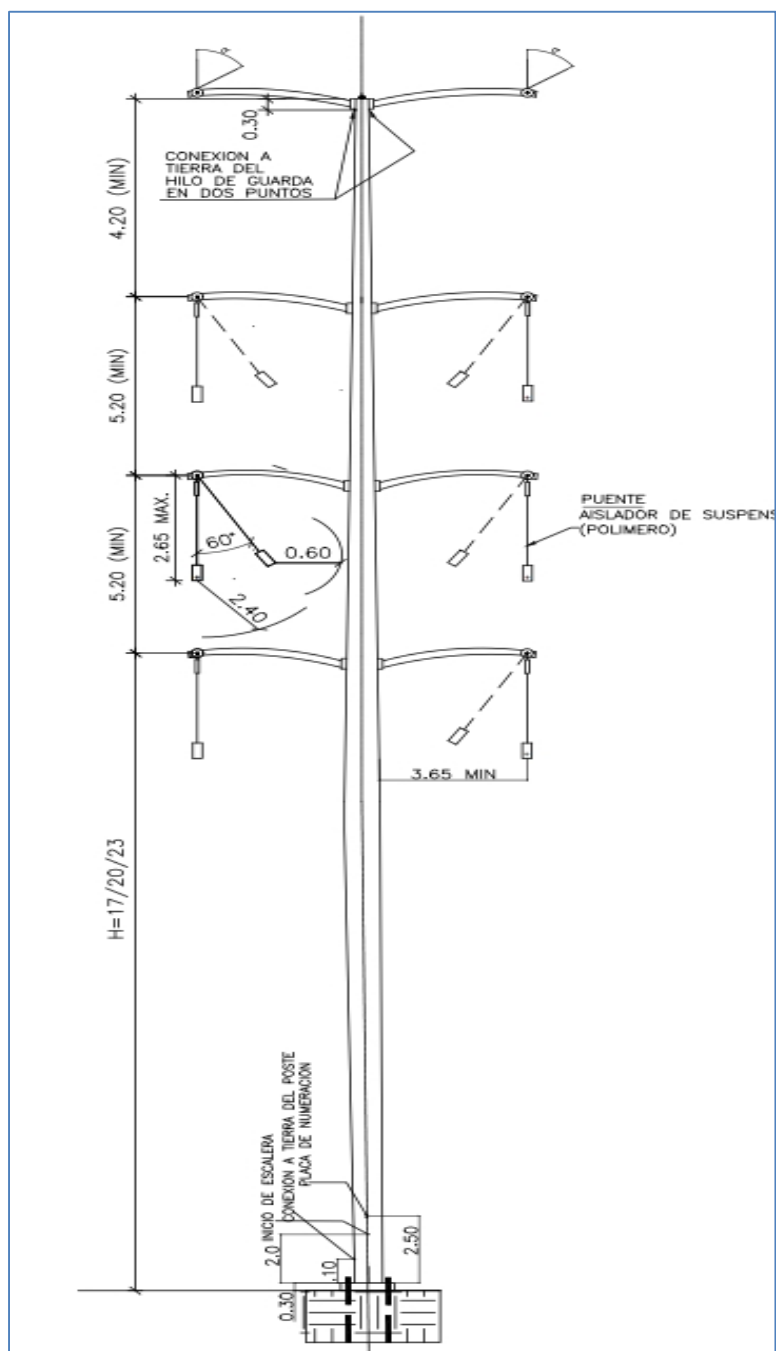 α
α
0.30
CONEXION A
TIERRA DEL
HILO DE GUARDA
EN DOS PUNTOS
4.20 (MIN)
5.20 (MIN)
5.20 (MIN)
2.65 MAX.
60°
0.60
2.40
PUENTE
AISLADOR DE SUSPENS
(POLIMERO)
3.65 MIN
H=17/20/23
INICIO DE ESCALERA
CONEXION A TIERRA DEL POSTE
PLACA DE NUMERACION
2.0
.10
2.50
0.30